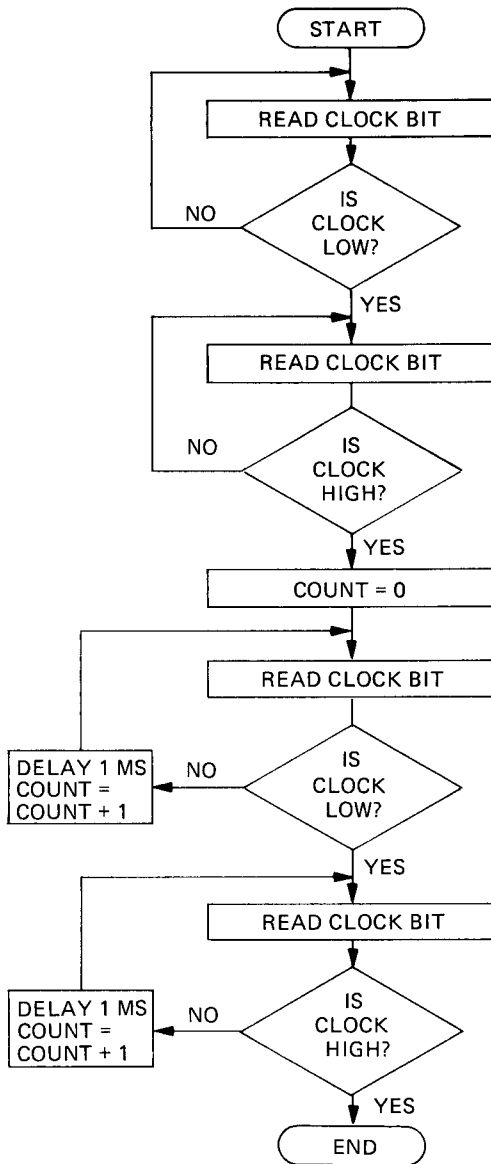 START
READ CLOCK BIT
IS
CLOCK
LOW?
NO
YES
READ CLOCK BIT
IS
CLOCK
HIGH?
NO
YES
COUNT = 0
READ CLOCK BIT
IS
CLOCK
LOW?
NO
DELAY 1 MS
COUNT =
COUNT + 1
YES
READ CLOCK BIT
IS
CLOCK
HIGH?
NO
DELAY 1 MS
COUNT =
COUNT + 1
YES
END